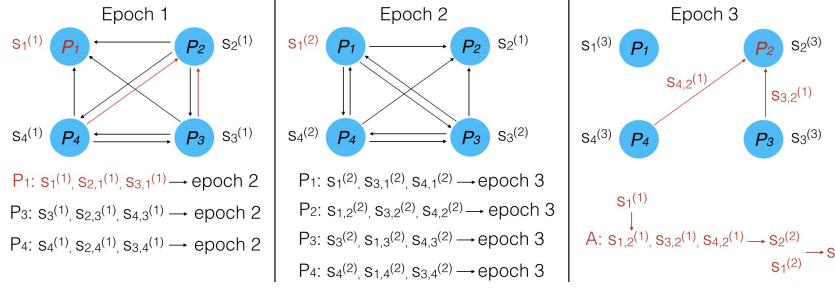 Epoch 1
S₁⁽¹⁾ P₁ P₂ S₂⁽¹⁾
S₄⁽¹⁾ P₄ P₃ S₃⁽¹⁾
P₁: S₁⁽¹⁾, S₂,₁⁽¹⁾, S₃,₁⁽¹⁾ → epoch 2
P₃: S₃⁽¹⁾, S₂,₃⁽¹⁾, S₄,₃⁽¹⁾ → epoch 2
P₄: S₄⁽¹⁾, S₂,₄⁽¹⁾, S₃,₄⁽¹⁾ → epoch 2
Epoch 2
S₁⁽²⁾ P₁ P₂ S₂⁽¹⁾
S₄⁽²⁾ P₄ P₃ S₃⁽²⁾
P₁: S₁⁽²⁾, S₃,₁⁽²⁾, S₄,₁⁽²⁾ → epoch 3
P₂: S₁,₂⁽²⁾, S₃,₂⁽²⁾, S₄,₂⁽²⁾ → epoch 3
P₃: S₃⁽²⁾, S₁,₃⁽²⁾, S₄,₃⁽²⁾ → epoch 3
P₄: S₄⁽²⁾, S₁,₄⁽²⁾, S₃,₄⁽²⁾ → epoch 3
Epoch 3
S₁⁽³⁾ P₁ P₂ S₂⁽³⁾
S₄,₂⁽¹⁾ S₃,₂⁽¹⁾
S₄⁽³⁾ P₄ P₃ S₃⁽³⁾
S₁⁽¹⁾
A: S₁,₂⁽¹⁾, S₃,₂⁽¹⁾, S₄,₂⁽¹⁾ → S₂⁽²⁾
S₁⁽²⁾ → S